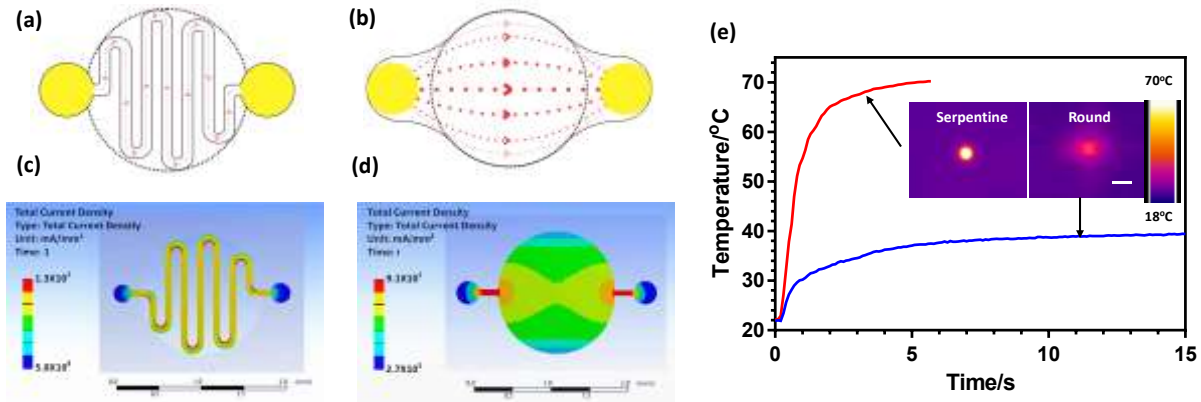 (a)
(b)
(c)
Total Current Density
Type: Total Current Density
Unit: mA/mm²
Time: 1
(d)
Total Current Density
Type: Total Current Density
Unit: mA/mm²
(e)
Temperature/°C
70
60
50
40
30
20
0
5
10
15
Time/s
Serpentine
Round
70°C
18°C